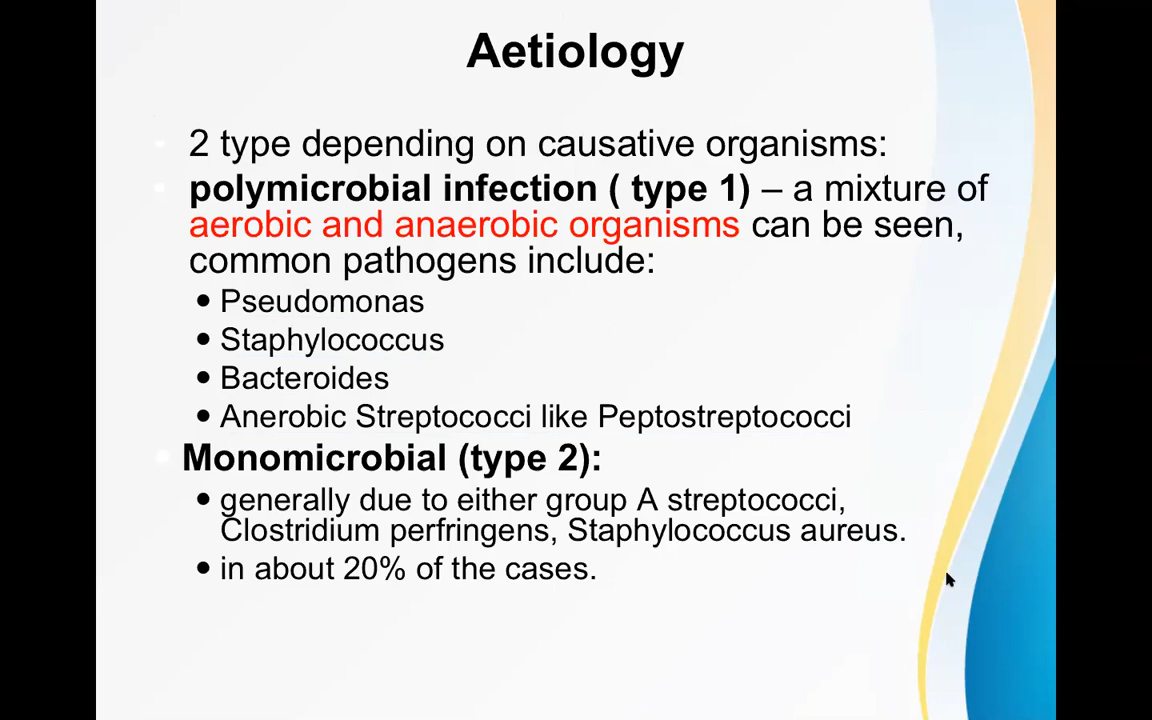 Aetiology
2 type depending on causative organisms:
polymicrobial infection ( type 1) – a mixture of
aerobic and anaerobic organisms can be seen,
common pathogens include:
• Pseudomonas
• Staphylococcus
• Bacteroides
• Anerobic Streptococci like Peptostreptococci
Monomicrobial (type 2):
• generally due to either group A streptococci,
Clostridium perfringens, Staphylococcus aureus.
• in about 20% of the cases.